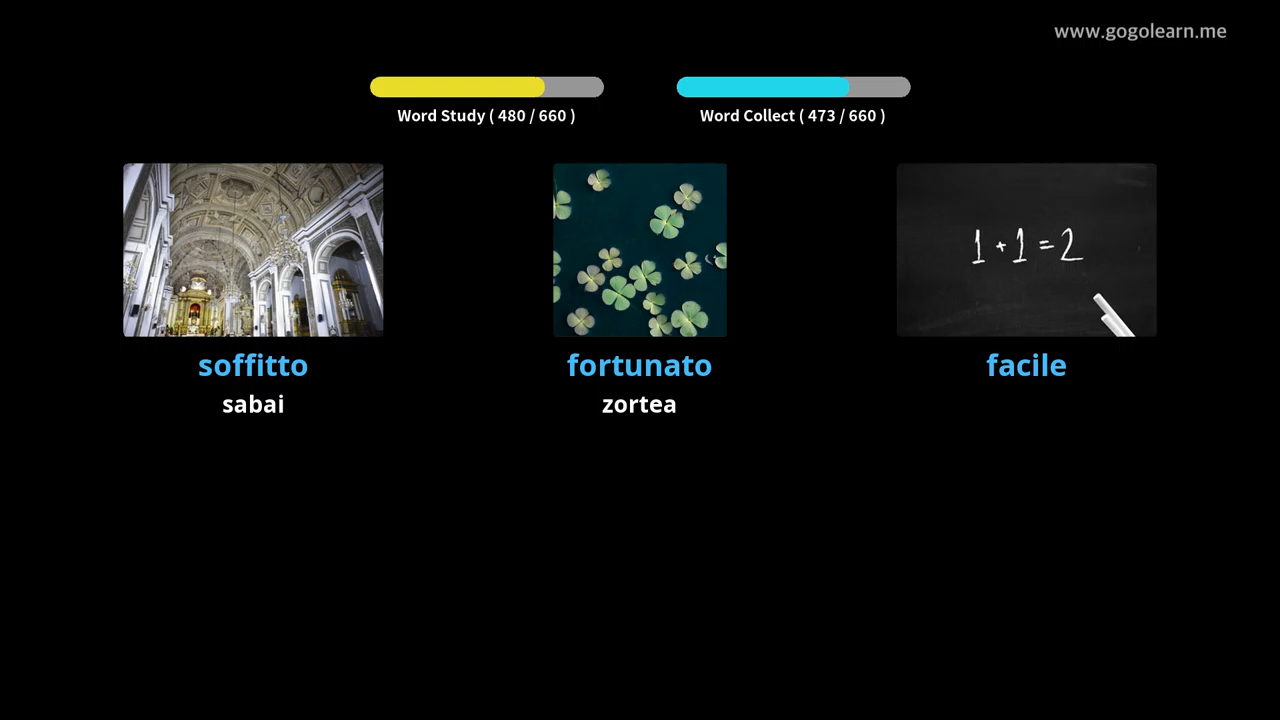 www.gogolearn.me
Word Study ( 480 / 660 )
Word Collect ( 473 / 660 )
1 + 1 = 2
soffitto
fortunato
facile
sabai
zortea